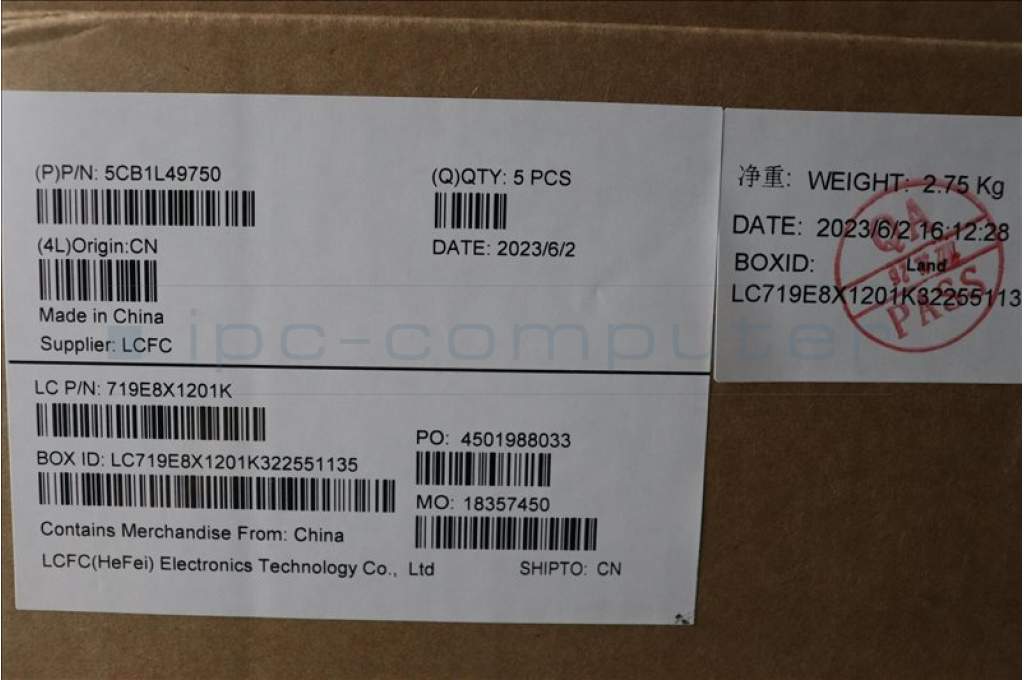 (P)P/N: 5CB1L49750
(Q)QTY: 5 PCS
(4L)Origin:CN
DATE: 2023/6/2
Made in China
Supplier: LCFC
LC P/N: 719E8X1201K
PO: 4501988033
BOX ID: LC719E8X1201K322551135
MO: 18357450
Contains Merchandise From: China
LCFC(HeFei) Electronics Technology Co., Ltd
SHIPTO: CN
净重: WEIGHT: 2.75 Kg
DATE: 2023/6/2 16:12:28
BOXID:
Land
LC719E8X1201K32255113
QA
PASS
ipc-computer